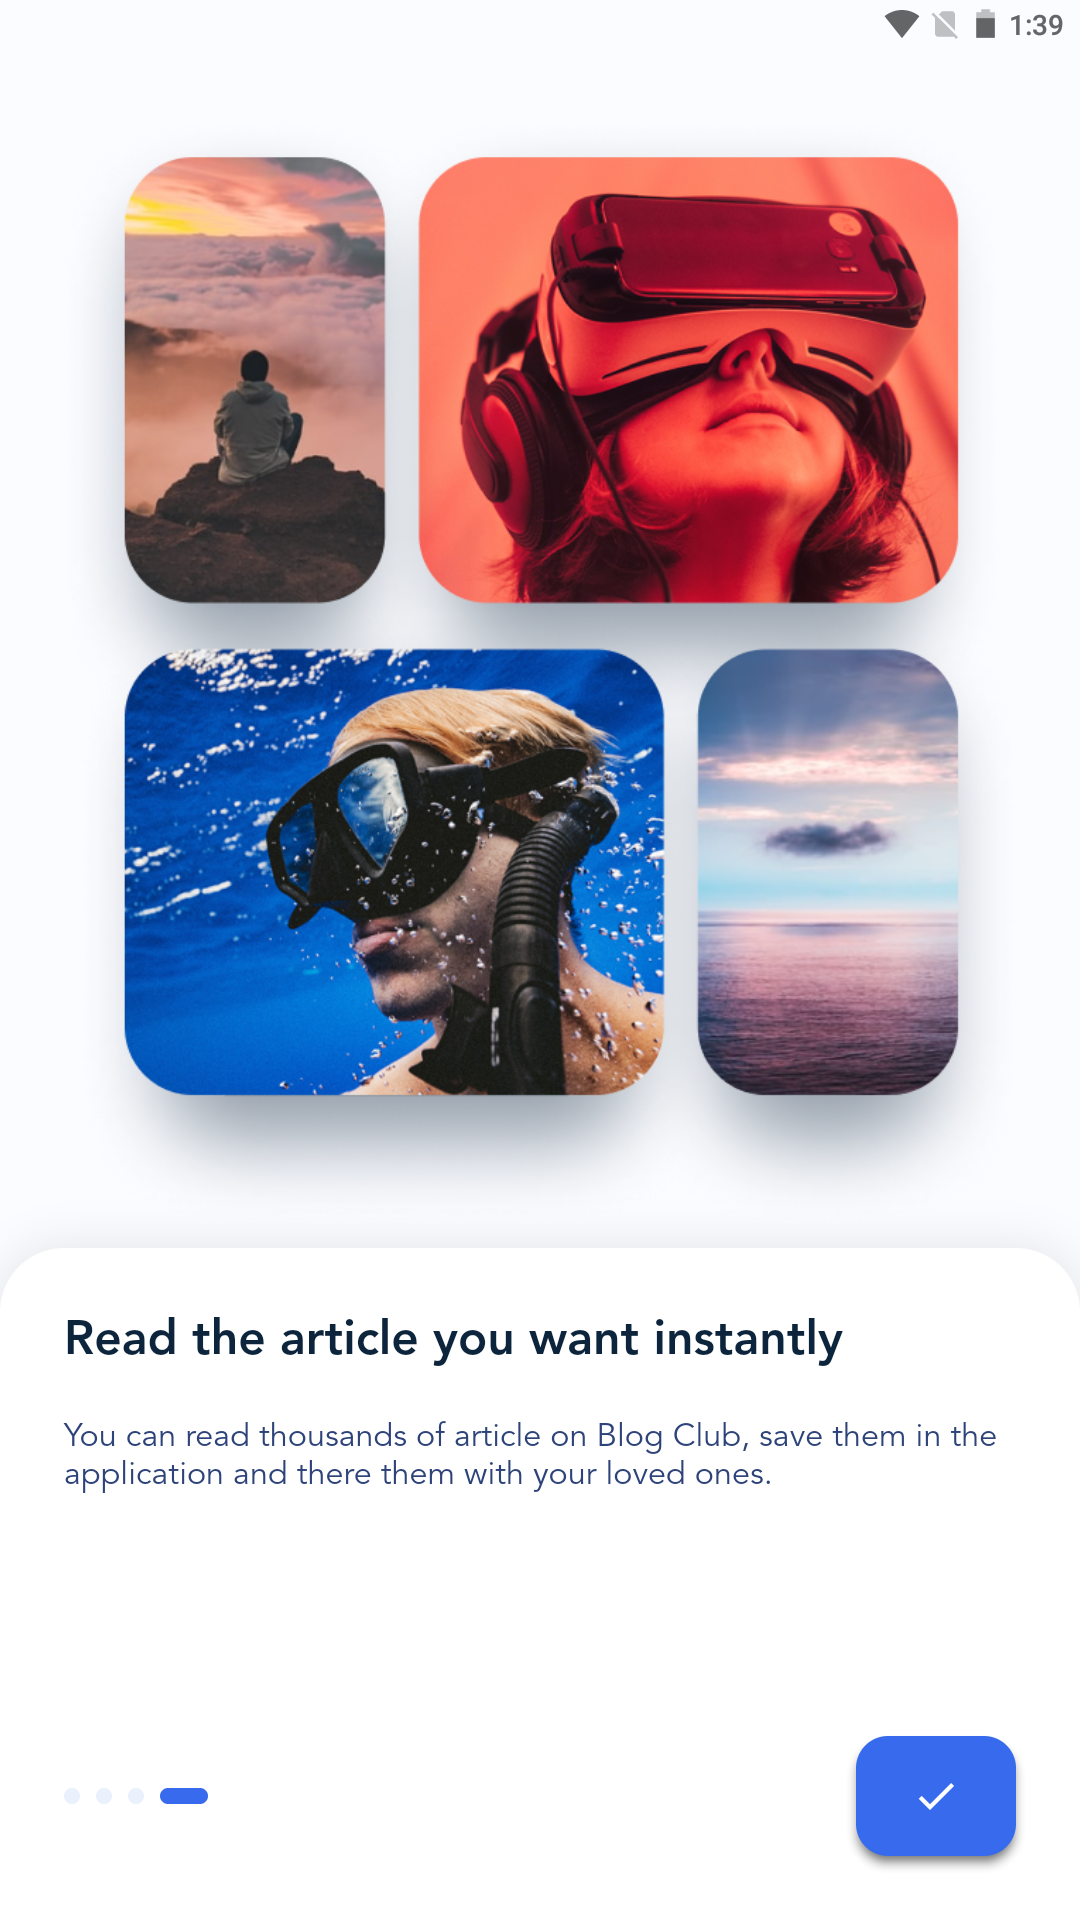 1:39
Read the article you want instantly
You can read thousands of article on Blog Club, save them in the
application and there them with your loved ones.